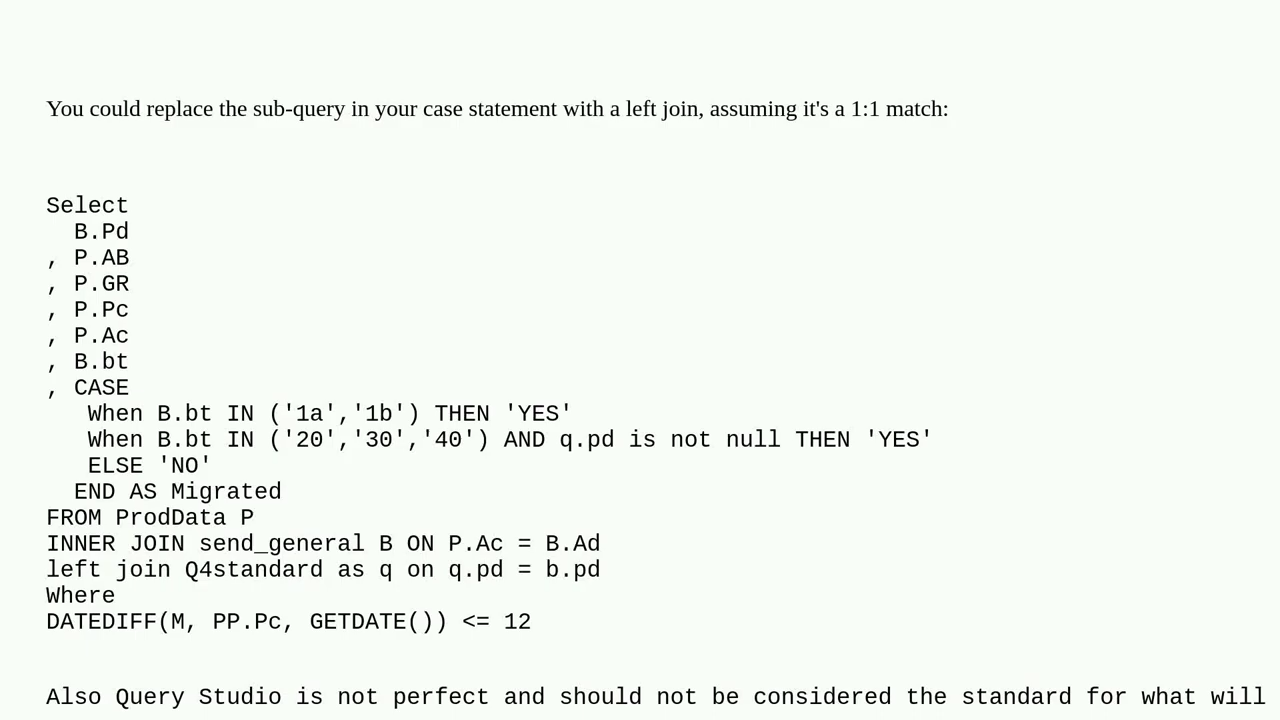 You could replace the sub-query in your case statement with a left join, assuming it's a 1:1 match:
Select
B.Pd
, P.AB
, P.GR
, P.Pc
, P.Ac
, B.bt
, CASE
When B.bt IN ('1a','1b') THEN 'YES'
When B.bt IN ('20','30','40') AND q.pd is not null THEN 'YES'
ELSE 'NO'
END AS Migrated
FROM ProdData P
INNER JOIN send_general B ON P.Ac = B.Ad
left join Q4standard as q on q.pd = b.pd
Where
DATEDIFF(M, PP.Pc, GETDATE()) <= 12
Also Query Studio is not perfect and should not be considered the standard for what will